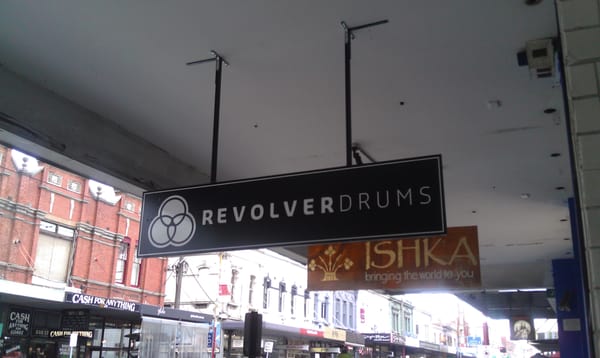 REVOLVERDRUMS
ISHKA
bringing the world to you
CASH FOR ANYTHING
CASH